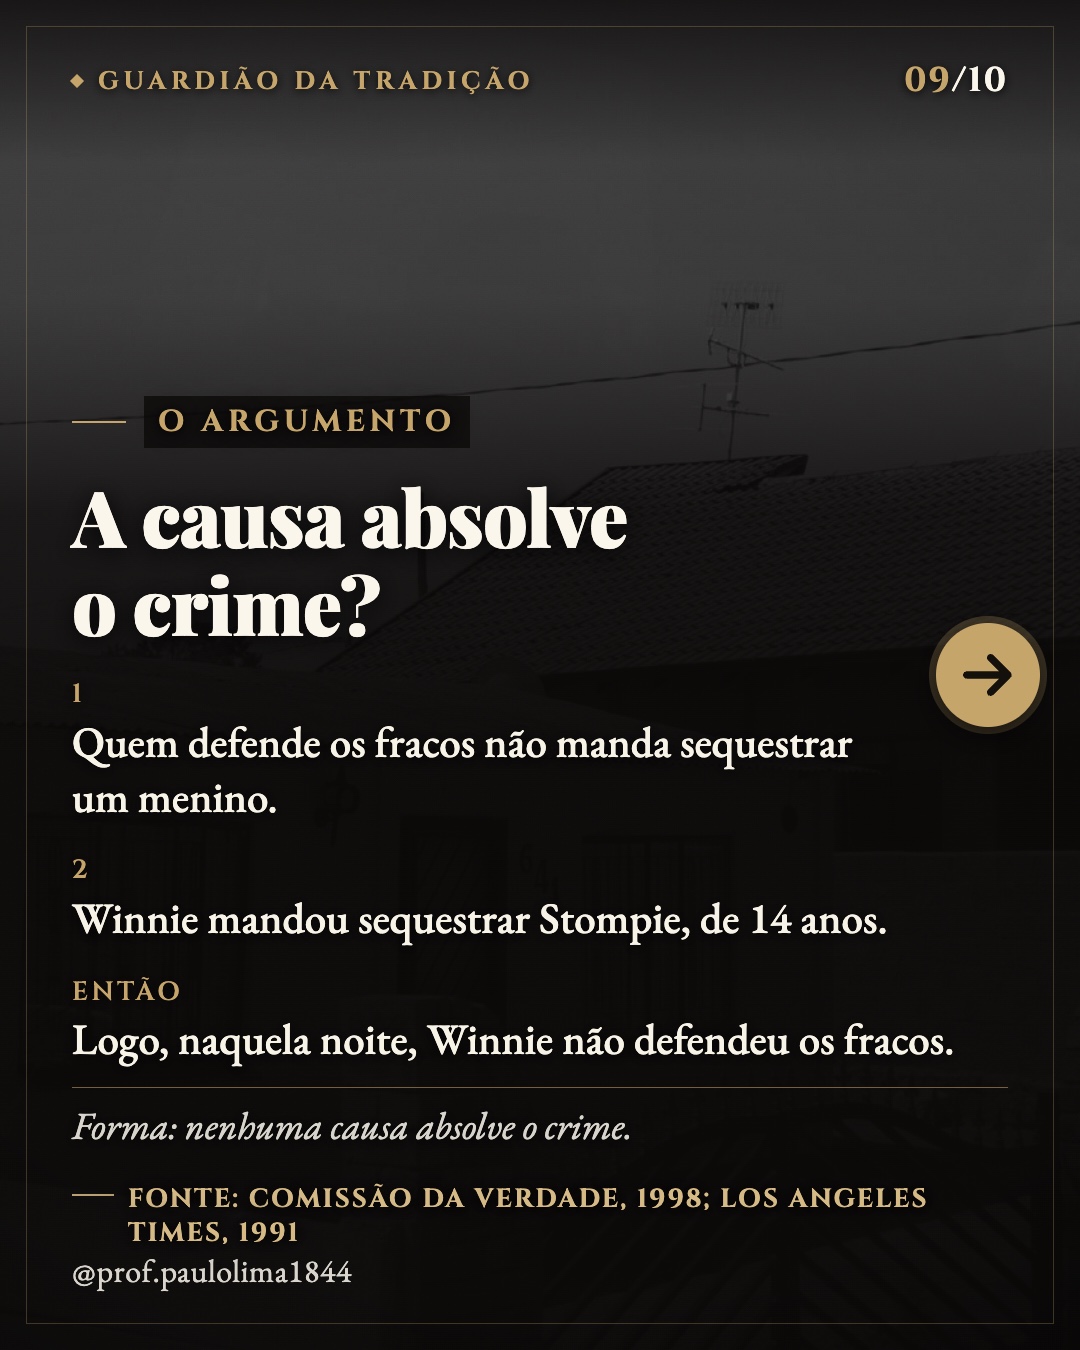 GUARDIÃO DA TRADIÇÃO
09/10
O ARGUMENTO
A causa absolve
o crime?
1
Quem defende os fracos não manda sequestrar
um menino.
2
Winnie mandou sequestrar Stompie, de 14 anos.
ENTÃO
Logo, naquela noite, Winnie não defendeu os fracos.
Forma: nenhuma causa absolve o crime.
FONTE: COMISSÃO DA VERDADE, 1998; LOS ANGELES
TIMES, 1991
@prof.paulolima1844